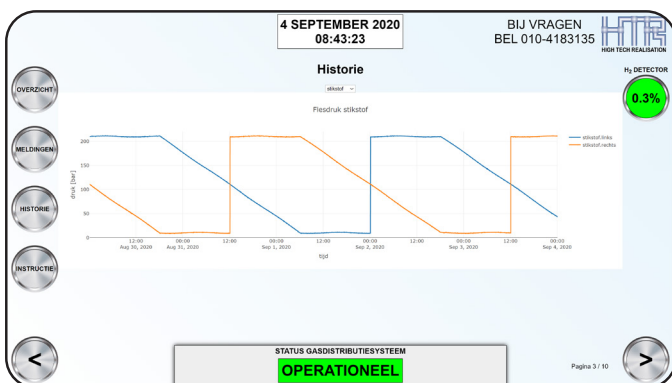 4 SEPTEMBER 2020
08:43:23
BIJ VRAGEN
BEL 010-4183135
HTR
HIGH TECH REALISATION
Historie
stikstof
H₂ DETECTOR
0.3%
OVERZICHT
MELDINGEN
HISTORIE
INSTRUCTIE
Flesdruk stikstof
stikstof.links
stikstof.rechts
druk [bar]
200
150
100
50
0
12:00
Aug 30, 2020
00:00
Aug 31, 2020
12:00
00:00
Sep 1, 2020
12:00
00:00
Sep 2, 2020
12:00
00:00
Sep 3, 2020
12:00
00:00
Sep 4, 2020
tijd
STATUS GASDISTRIBUTIESYSTEEM
OPERATIONEEL
<
Pagina 3 / 10
>